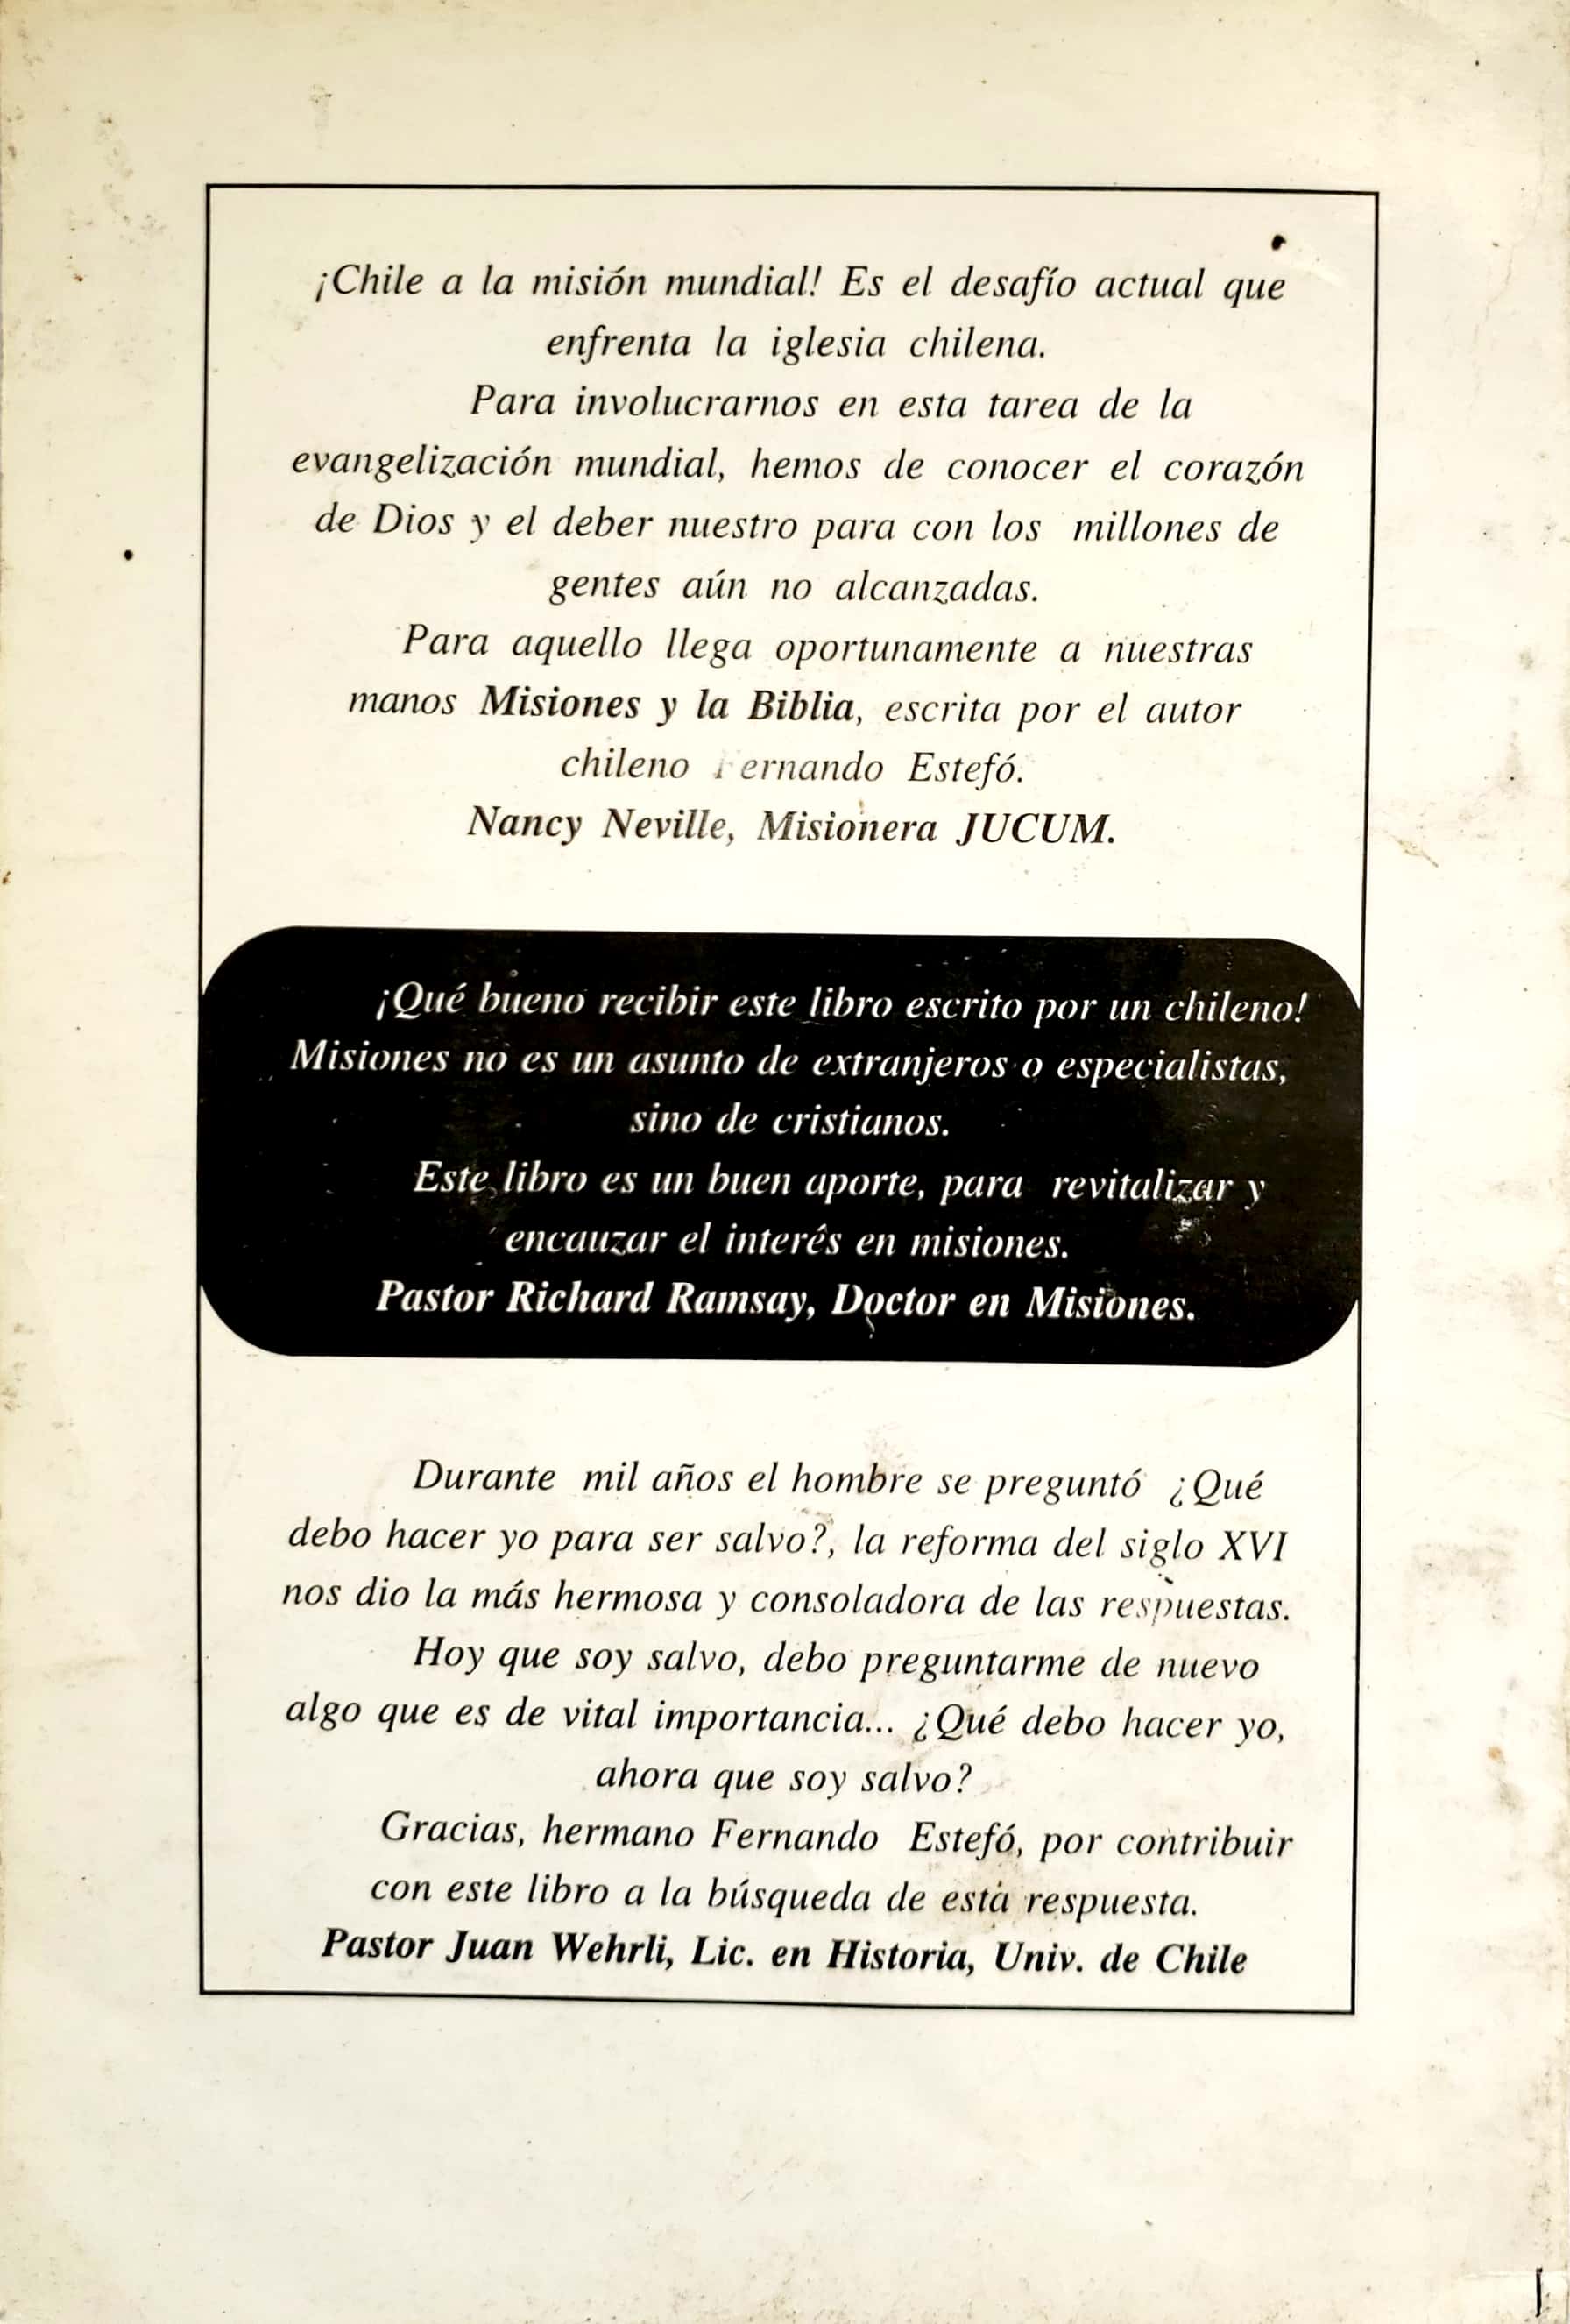 ¡Chile a la misión mundial! Es el desafío actual que
enfrenta la iglesia chilena.
Para involucrarnos en esta tarea de la
evangelización mundial, hemos de conocer el corazón
de Dios y el deber nuestro para con los millones de
gentes aún no alcanzadas.
Para aquello llega oportunamente a nuestras
manos Misiones y la Biblia, escrita por el autor
chileno Fernando Estefó.
Nancy Neville, Misionera JUCUM.
¡Qué bueno recibir este libro escrito por un chileno!
Misiones no es un asunto de extranjeros o especialistas,
sino de cristianos.
Este libro es un buen aporte, para revitalizar y
encauzar el interés en misiones.
Pastor Richard Ramsay, Doctor en Misiones.
Durante mil años el hombre se preguntó ¿Qué
debo hacer yo para ser salvo?, la reforma del siglo XVI
nos dio la más hermosa y consoladora de las respuestas.
Hoy que soy salvo, debo preguntarme de nuevo
algo que es de vital importancia... ¿Qué debo hacer yo,
ahora que soy salvo?
Gracias, hermano Fernando Estefó, por contribuir
con este libro a la búsqueda de esta respuesta.
Pastor Juan Wehrli, Lic. en Historia, Univ. de Chile